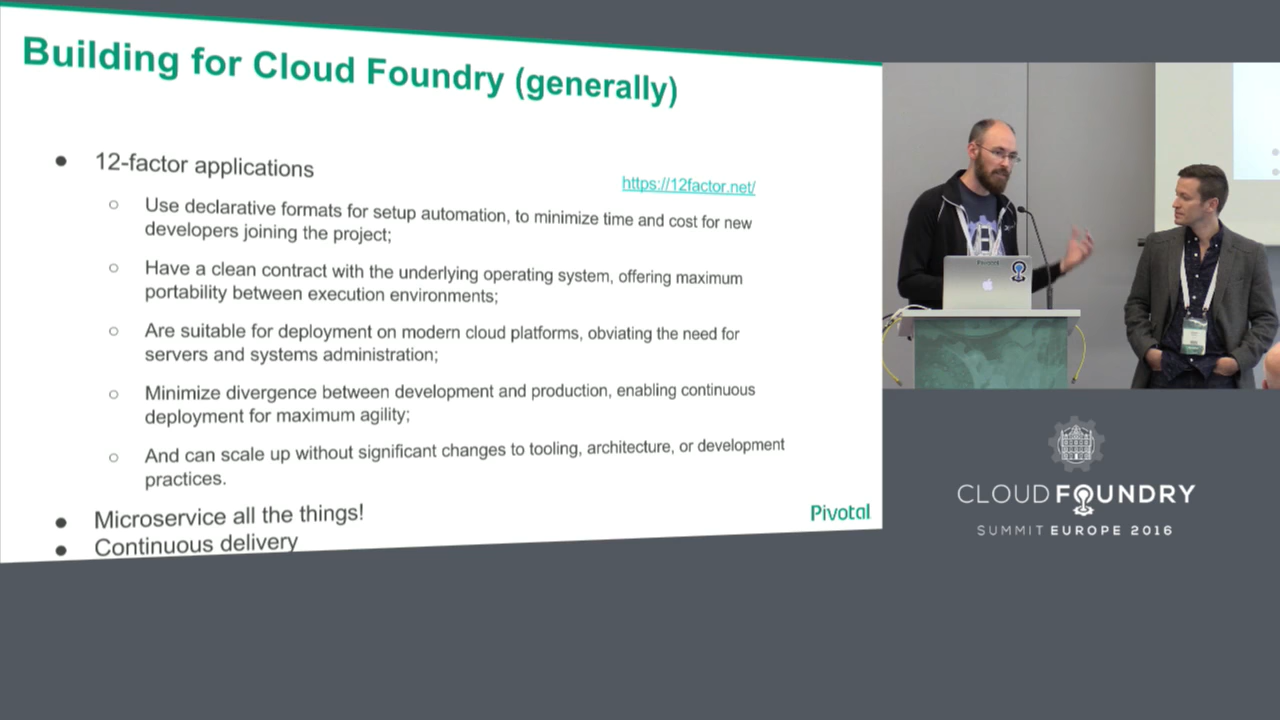 Building for Cloud Foundry (generally)
● 12-factor applications
https://12factor.net/
○ Use declarative formats for setup automation, to minimize time and cost for new
developers joining the project;
○ Have a clean contract with the underlying operating system, offering maximum
portability between execution environments;
○ Are suitable for deployment on modern cloud platforms, obviating the need for
servers and systems administration;
○ Minimize divergence between development and production, enabling continuous
deployment for maximum agility;
○ And can scale up without significant changes to tooling, architecture, or development
practices.
● Microservice all the things!
● Continuous delivery
Pivotal
Pivotal
CLOUD FOUNDRY
SUMMIT EUROPE 2016